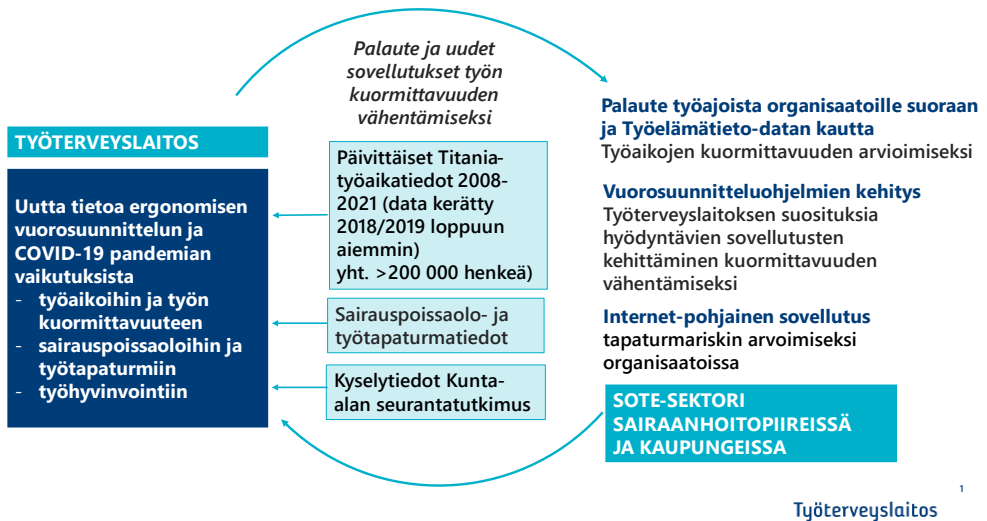 Palaute ja uudet
sovellutukset työn
kuormittavuuden
vähentämiseksi
TYÖTERVEYSLAITOS
Uutta tietoa ergonomisen
vuorosuunnittelun ja
COVID-19 pandemian
vaikutuksista
- työaikoihin ja työn
kuormittavuuteen
- sairauspoissaoloihin ja
työtapaturmiin
- työhyvinvointiin
Päivittäiset Titania-
työaikatiedot 2008-
2021 (data kerätty
2018/2019 loppuun
aiemmin)
yht. >200 000 henkeä)
Sairauspoissaolo- ja
työtapaturmatiedot
Kyselytiedot Kunta-
alan seurantatutkimus
Palaute työajoista organisaatoille suoraan
ja Työelämätieto-datan kautta
Työaikojen kuormittavuuden arvioimiseksi
Vuorosuunnitteluohjelmien kehitys
Työterveyslaitoksen suosituksia
hyödyntävien sovellutusten
kehittäminen kuormittavuuden
vähentämiseksi
Internet-pohjainen sovellutus
tapaturmariskin arvoimiseksi
organisaatoissa
SOTE-SEKTORI
SAIRAANHOITOPIIREISSÄ
JA KAUPUNGEISSA
1
Työterveyslaitos